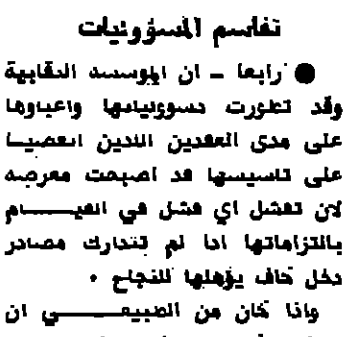 تقاسم المسؤوليات
● رابعا ـ ان المؤسسة النقابية
وقد تطورت مسؤولياتها واعباؤها
على مدى العقدين اللذين انقضيا
على تاسيسها قد اصبحت معرضة
لان تفشل اي فشل في القيام
بالتزاماتها اذا لم تتدارك مصادر
دخل كاف يؤهلها للنجاح ٠
واذا كان من الطبيعي ان